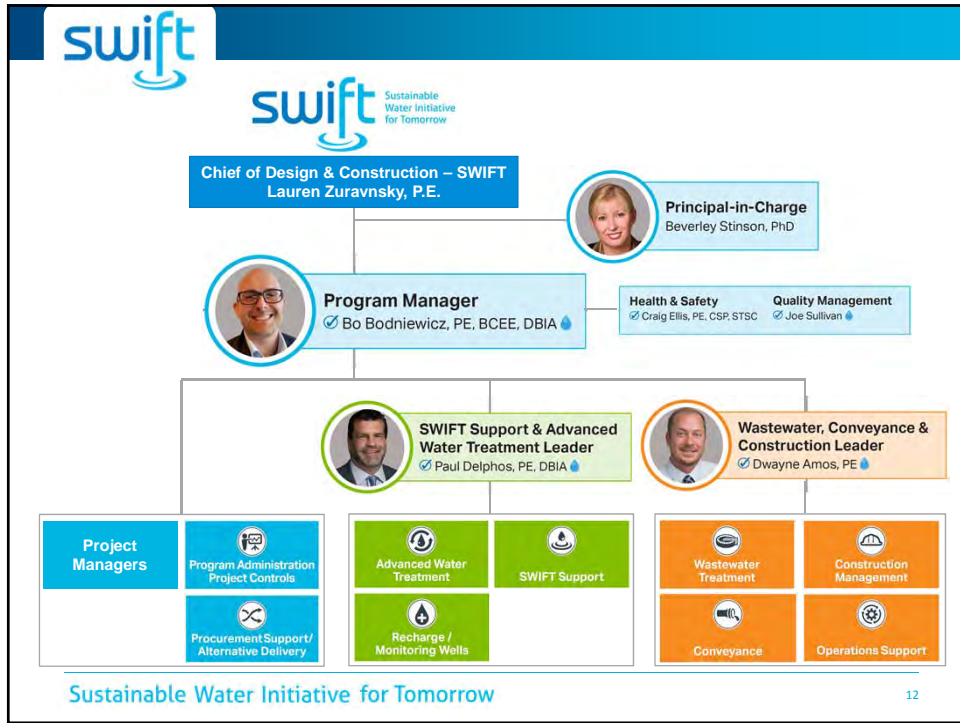 swift
swift
Sustainable
Water Initiative
for Tomorrow
Chief of Design & Construction – SWIFT
Lauren Zuravnsky, P.E.
Principal-in-Charge
Beverley Stinson, PhD
Program Manager
Bo Bodniewicz, PE, BCEE, DBIA
Health & Safety
Craig Ellis, PE, CSP, STSC
Quality Management
Joe Sullivan
SWIFT Support & Advanced
Water Treatment Leader
Paul Delphos, PE, DBIA
Wastewater, Conveyance &
Construction Leader
Dwayne Amos, PE
Project
Managers
Program Administration
Project Controls
Procurement Support/
Alternative Delivery
Advanced Water
Treatment
SWIFT Support
Recharge /
Monitoring Wells
Wastewater
Treatment
Construction
Management
Conveyance
Operations Support
Sustainable Water Initiative for Tomorrow
12